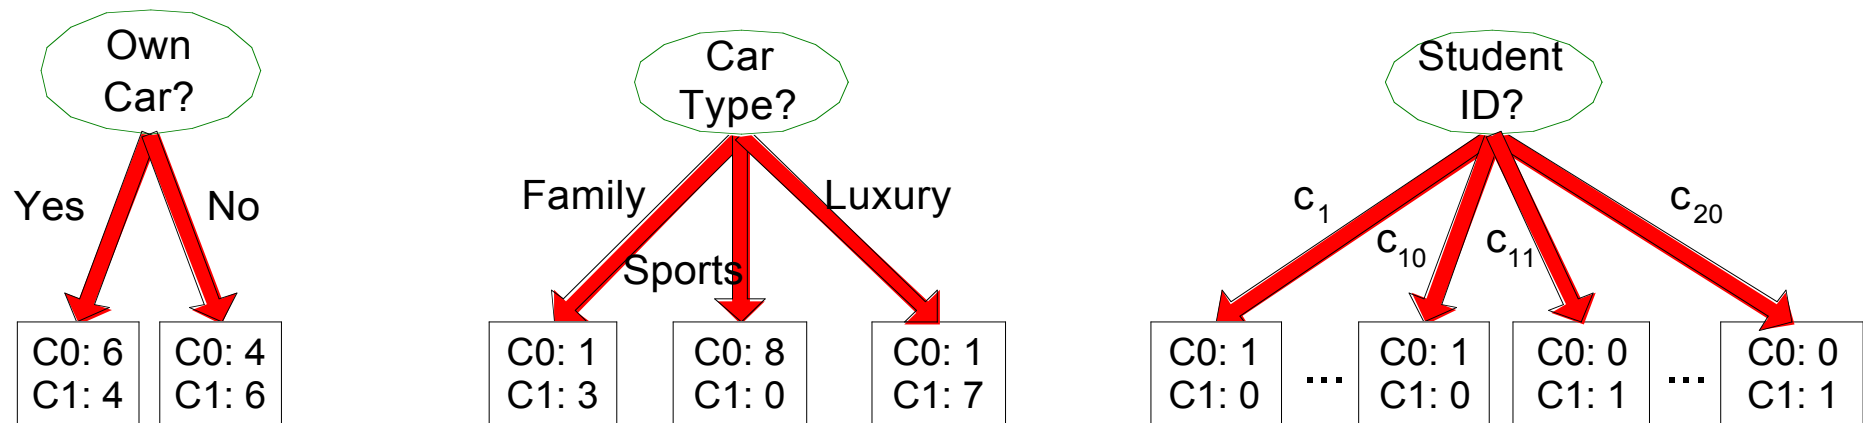 Own
Car?
Yes
No
C0: 6
C1: 4
C0: 4
C1: 6
Car
Type?
Family
Sports
Luxury
C0: 1
C1: 3
C0: 8
C1: 0
C0: 1
C1: 7
Student
ID?
c1
c10
c11
c20
C0: 1
C1: 0
...
C0: 1
C1: 0
C0: 0
C1: 1
...
C0: 0
C1: 1